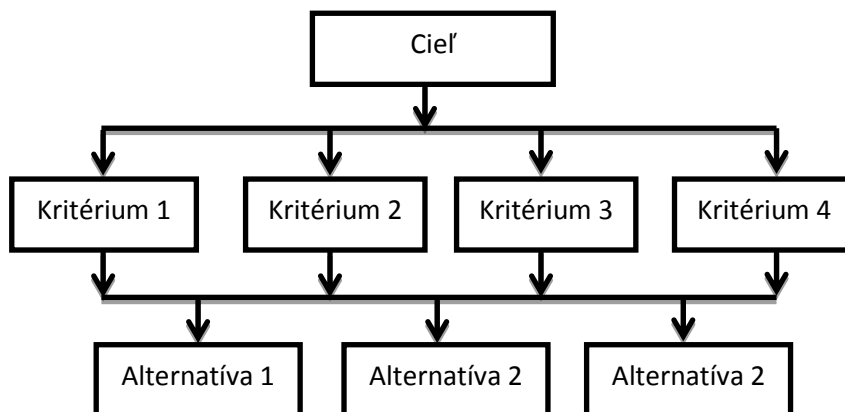 Cieľ
Kritérium 1
Kritérium 2
Kritérium 3
Kritérium 4
Alternatíva 1
Alternatíva 2
Alternatíva 2